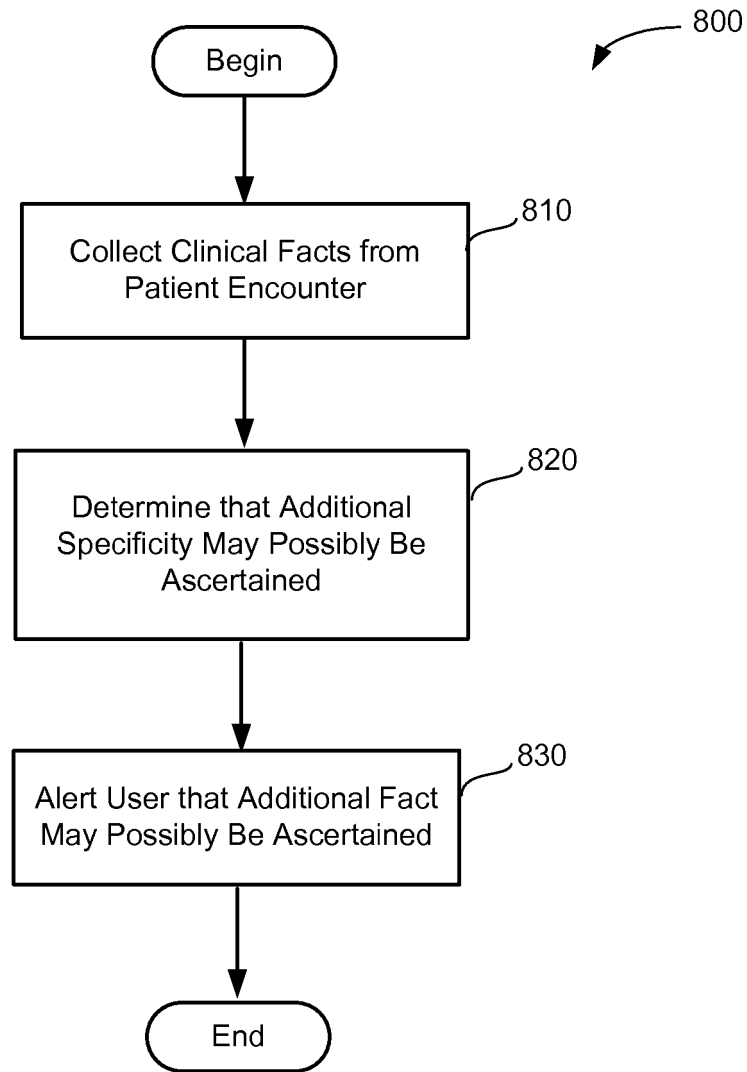 800
Begin
810
Collect Clinical Facts from
Patient Encounter
820
Determine that Additional
Specificity May Possibly Be
Ascertained
830
Alert User that Additional Fact
May Possibly Be Ascertained
End